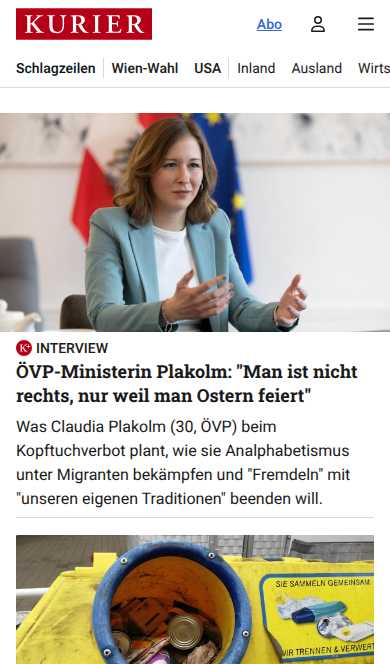 KURIER
Abo
Schlagzeilen Wien-Wahl USA Inland Ausland Wirts
K+ INTERVIEW
ÖVP-Ministerin Plakolm: "Man ist nicht
rechts, nur weil man Ostern feiert"
Was Claudia Plakolm (30, ÖVP) beim
Kopftuchverbot plant, wie sie Analphabetismus
unter Migranten bekämpfen und "Fremdeln" mit
"unseren eigenen Traditionen" beenden will.
SIE SAMMELN GEMEINSAM
WIR TRENNEN & VERWERT